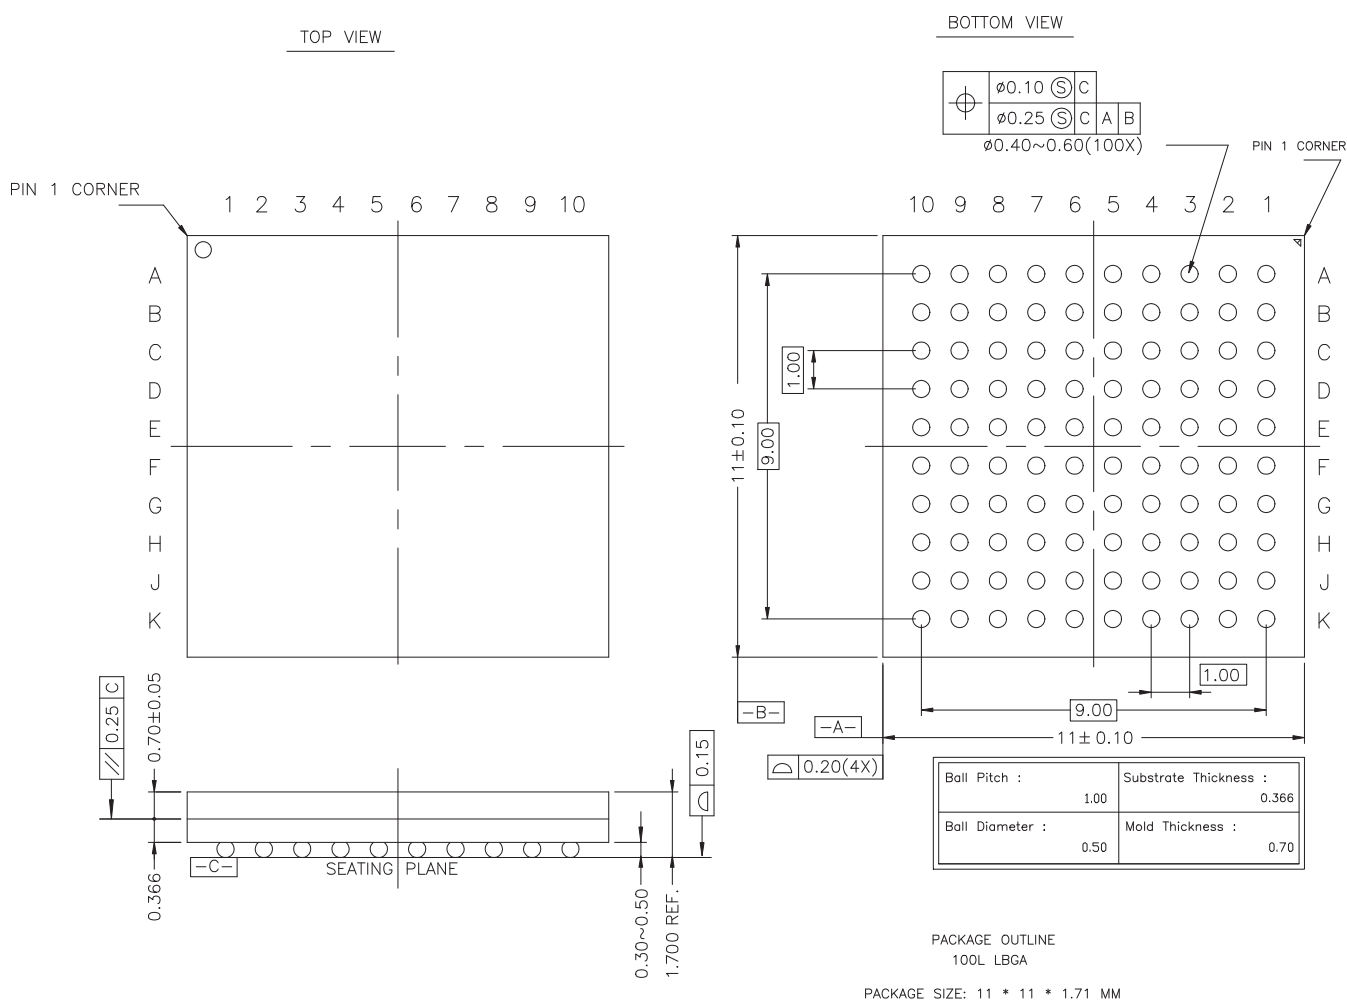 TOP VIEW
BOTTOM VIEW
⌀0.10 Ⓢ C
⌀0.25 Ⓢ C A B
⌀0.40~0.60(100X)
PIN 1 CORNER
PIN 1 CORNER
1 2 3 4 5 6 7 8 9 10
10 9 8 7 6 5 4 3 2 1
A
B
C
D
E
F
G
H
J
K
A
B
C
D
E
F
G
H
J
K
11±0.10
9.00
1.00
1.00
9.00
11±0.10
-B-
-A-
0.20(4X)
// 0.25 C
0.70±0.05
0.366
-C-
SEATING PLANE
0.30~0.50
1.700 REF.
0.15
Ball Pitch :
1.00
Substrate Thickness :
0.366
Ball Diameter :
0.50
Mold Thickness :
0.70
PACKAGE OUTLINE
100L LBGA
PACKAGE SIZE: 11 * 11 * 1.71 MM